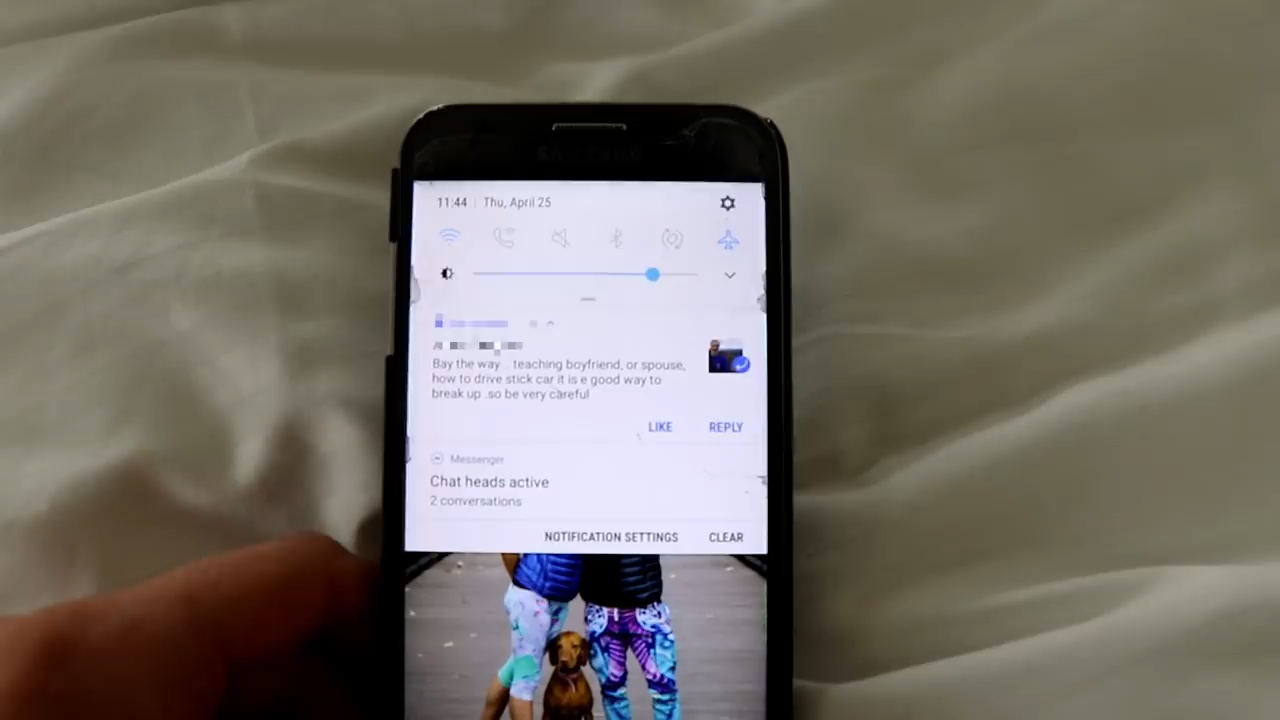 SAMSUNG
11:44 | Thu, April 25
Bay the way . teaching boyfriend, or spouse,
how to drive stick car it is e good way to
break up .so be very careful
LIKE REPLY
Messenger
Chat heads active
2 conversations
NOTIFICATION SETTINGS CLEAR